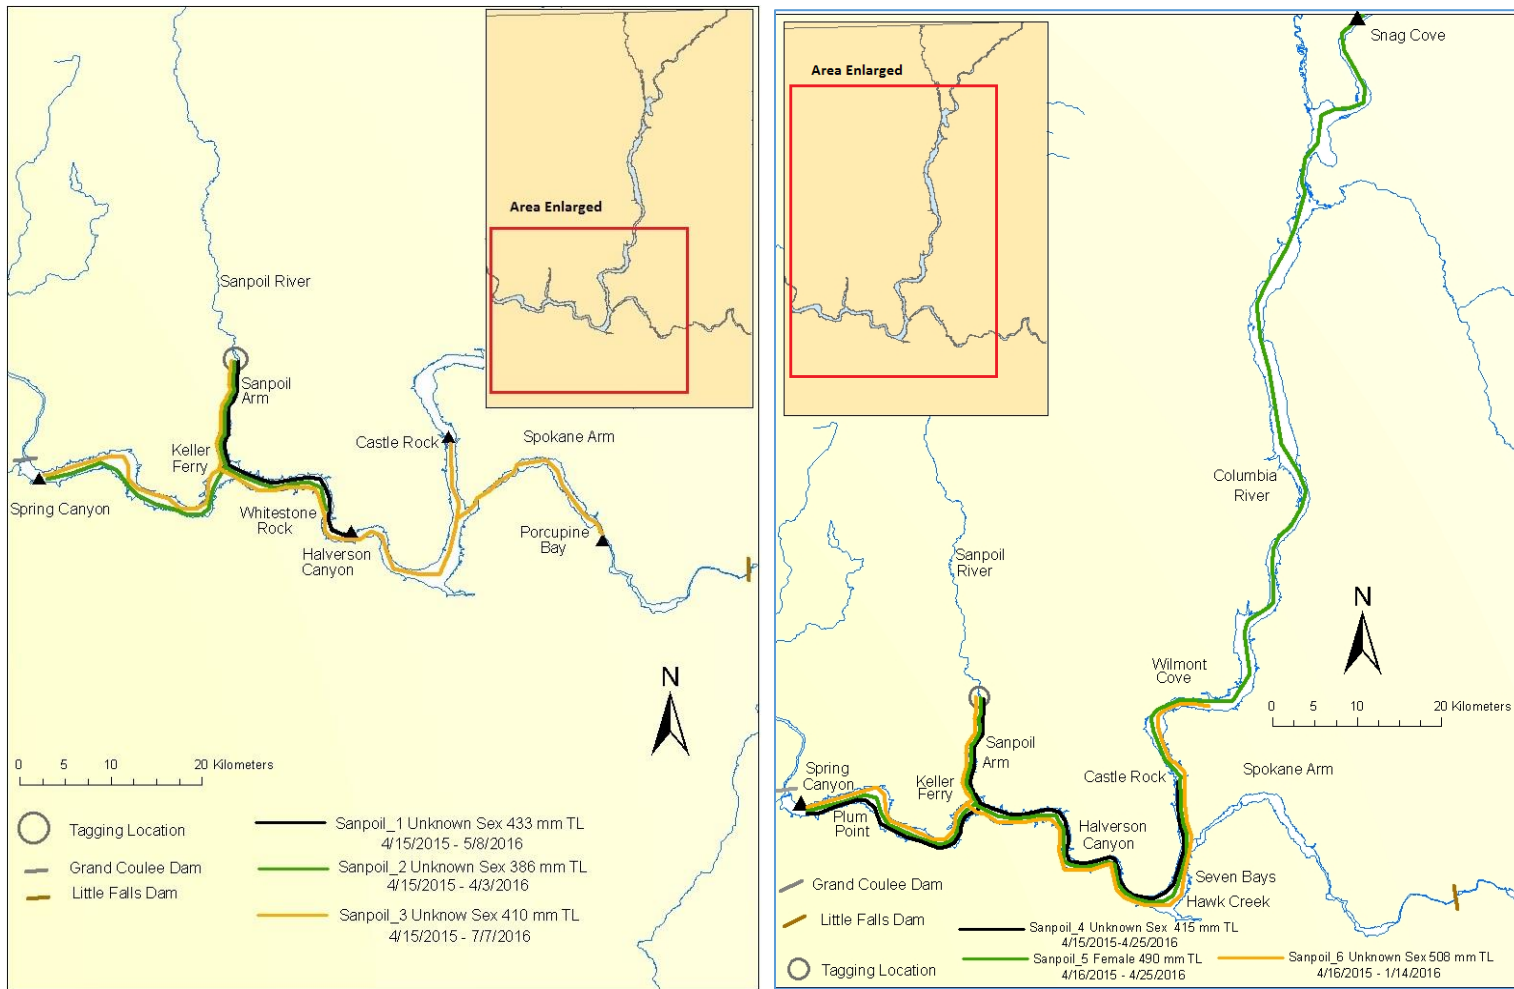 Area Enlarged
Sanpoil River
Sanpoil
Arm
Castle Rock
Spokane Arm
Keller
Ferry
Spring Canyon
Whitestone
Rock
Halverson
Canyon
Porcupine
Bay
N
0 5 10 20 Kilometers
Tagging Location
Grand Coulee Dam
Little Falls Dam
Sanpoil_1 Unknown Sex 433 mm TL
4/15/2015 - 5/8/2016
Sanpoil_2 Unknown Sex 386 mm TL
4/15/2015 - 4/3/2016
Sanpoil_3 Unknow Sex 410 mm TL
4/15/2015 - 7/7/2016
Area Enlarged
Snag Cove
Columbia
River
Sanpoil
River
N
Wilmont
Cove
0 5 10 20 Kilometers
Sanpoil
Arm
Spring
Canyon
Keller
Ferry
Castle Rock
Spokane Arm
Plum
Point
Halverson
Canyon
Seven Bays
Hawk Creek
Grand Coulee Dam
Little Falls Dam
Tagging Location
Sanpoil_4 Unknown Sex 415 mm TL
4/15/2015-4/25/2016
Sanpoil_5 Female 490 mm TL
4/16/2015 - 4/25/2016
Sanpoil_6 Unknown Sex 508 mm TL
4/16/2015 - 1/14/2016